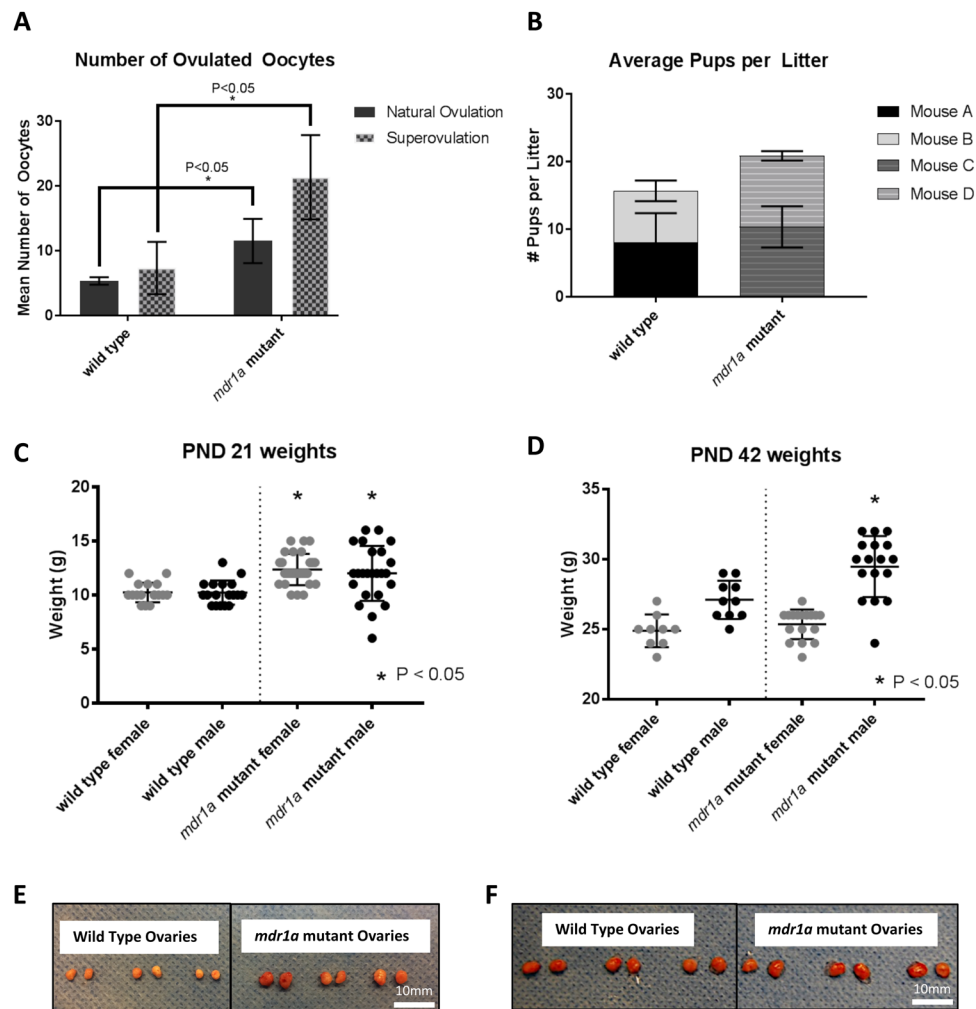 A
Number of Ovulated Oocytes
P<0.05
*
P<0.05
*
Natural Ovulation
Superovulation
Mean Number of Oocytes
30
20
10
0
wild type
mdr1a mutant
B
Average Pups per Litter
Mouse A
Mouse B
Mouse C
Mouse D
# Pups per Litter
30
20
10
0
wild type
mdr1a mutant
C
PND 21 weights
* *
Weight (g)
20
15
10
5
0
* P < 0.05
wild type female
wild type male
mdr1a mutant female
mdr1a mutant male
D
PND 42 weights
*
Weight (g)
35
30
25
20
* P < 0.05
wild type female
wild type male
mdr1a mutant female
mdr1a mutant male
E
Wild Type Ovaries
mdr1a mutant Ovaries
10mm
F
Wild Type Ovaries
mdr1a mutant Ovaries
10mm